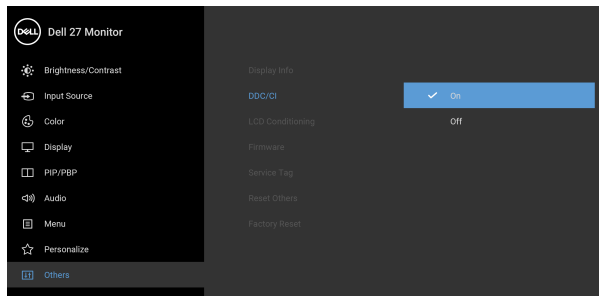 DELL Dell 27 Monitor
Brightness/Contrast
Input Source
Color
Display
PIP/PBP
Audio
Menu
Personalize
Others
Display Info
DDC/CI
LCD Conditioning
Firmware
Service Tag
Reset Others
Factory Reset
On
Off